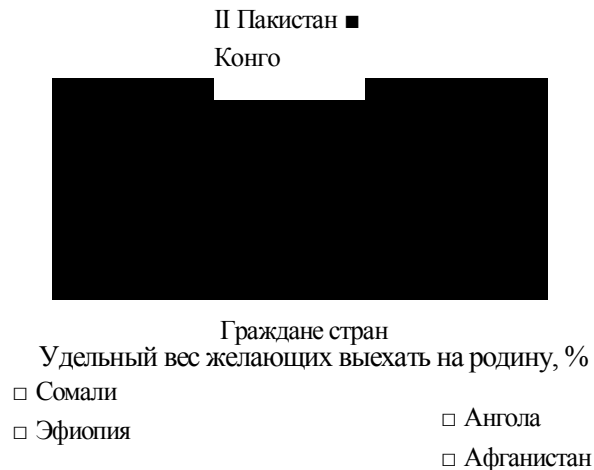 II Пакистан ■
Конго
Граждане стран
Удельный вес желающих выехать на родину, %
□ Сомали
□ Эфиопия
□ Ангола
□ Афганистан